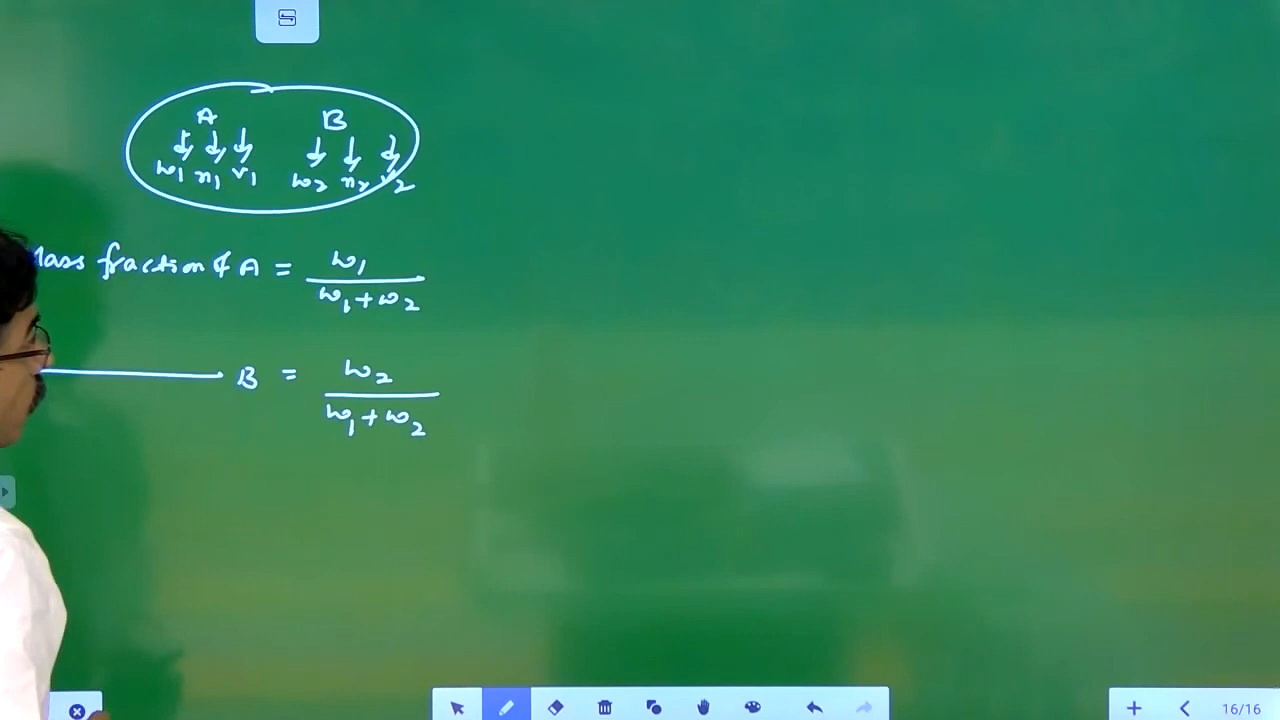 A B
w1 n1 v1 w2 n2 v2
Mass fraction of A = w1
w1 + w2
B = w2
w1 + w2
16/16